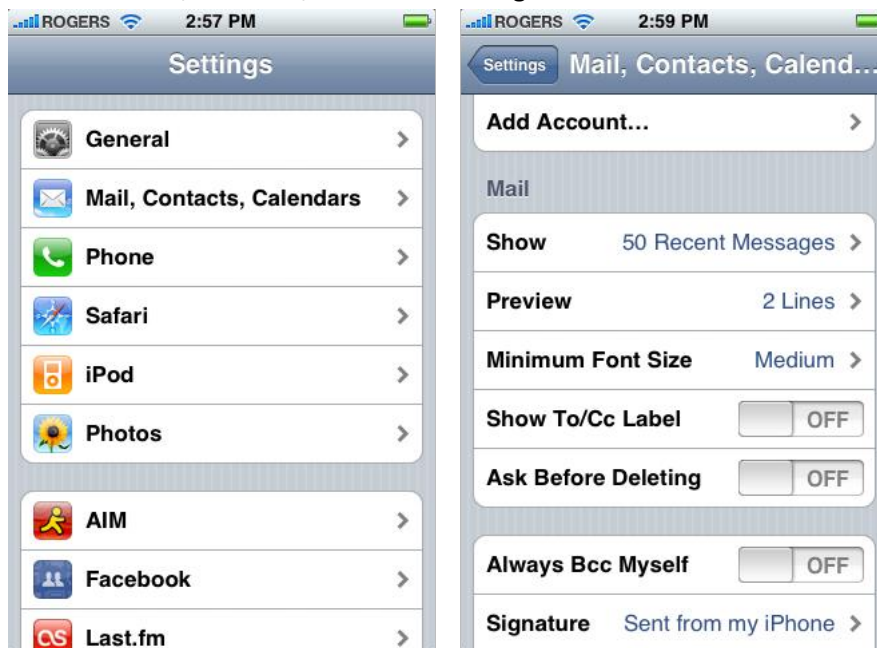 ROGERS 2:57 PM
Settings
General
Mail, Contacts, Calendars
Phone
Safari
iPod
Photos
AIM
Facebook
Last.fm
ROGERS 2:59 PM
Settings Mail, Contacts, Calend...
Add Account...
Mail
Show 50 Recent Messages
Preview 2 Lines
Minimum Font Size Medium
Show To/Cc Label OFF
Ask Before Deleting OFF
Always Bcc Myself OFF
Signature Sent from my iPhone